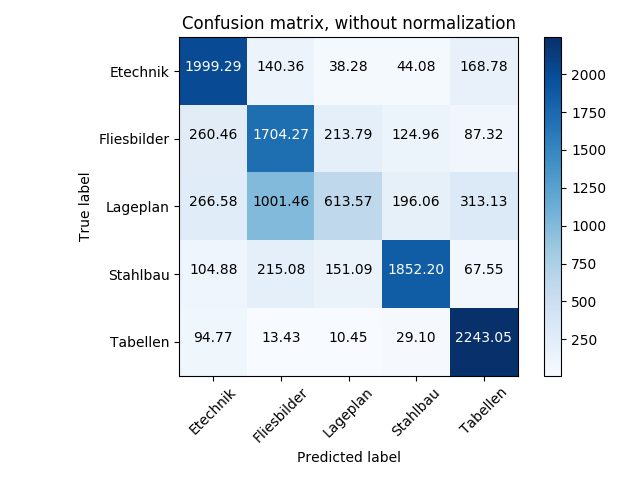 Confusion matrix, without normalization
Etechnik 1999.29 140.36 38.28 44.08 168.78
Fliesbilder 260.46 1704.27 213.79 124.96 87.32
Lageplan 266.58 1001.46 613.57 196.06 313.13
Stahlbau 104.88 215.08 151.09 1852.20 67.55
Tabellen 94.77 13.43 10.45 29.10 2243.05
Etechnik Fliesbilder Lageplan Stahlbau Tabellen
Predicted label
True label
2000
1750
1500
1250
1000
750
500
250